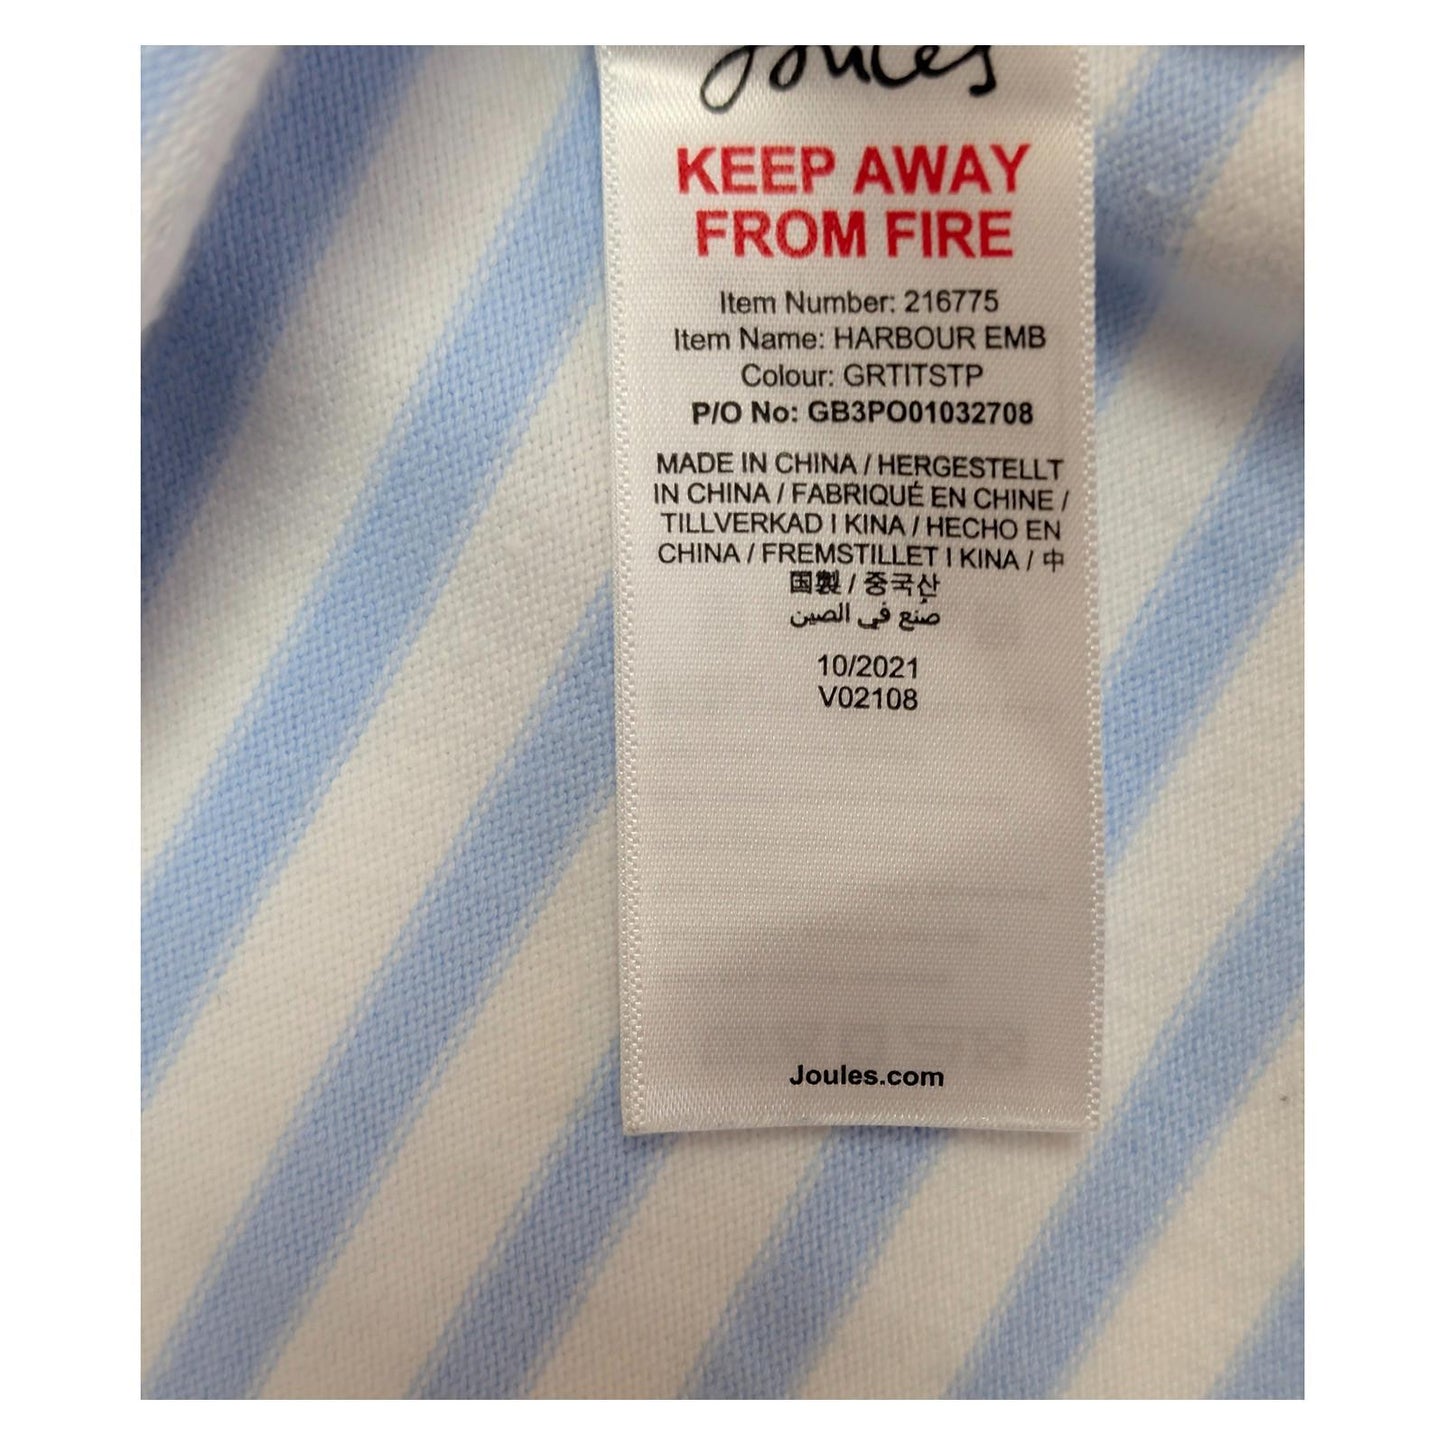 Joules
KEEP AWAY
FROM FIRE
Item Number: 216775
Item Name: HARBOUR EMB
Colour: GRTITSTP
P/O No: GB3PO01032708
MADE IN CHINA / HERGESTELLT
IN CHINA / FABRIQUÉ EN CHINE /
TILLVERKAD I KINA / HECHO EN
CHINA / FREMSTILLET I KINA / 中
国製 / 중국산
صنع في الصين
10/2021
V02108
Joules.com